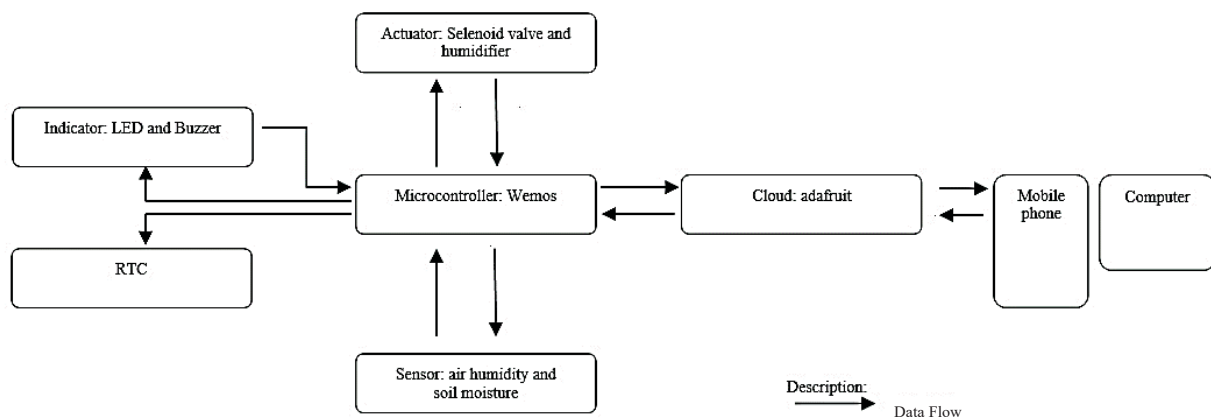 Actuator: Selenoid valve and
humidifier
Indicator: LED and Buzzer
Microcontroller: Wemos
Cloud: adafruit
Mobile
phone
Computer
RTC
Sensor: air humidity and
soil moisture
Description:
Data Flow